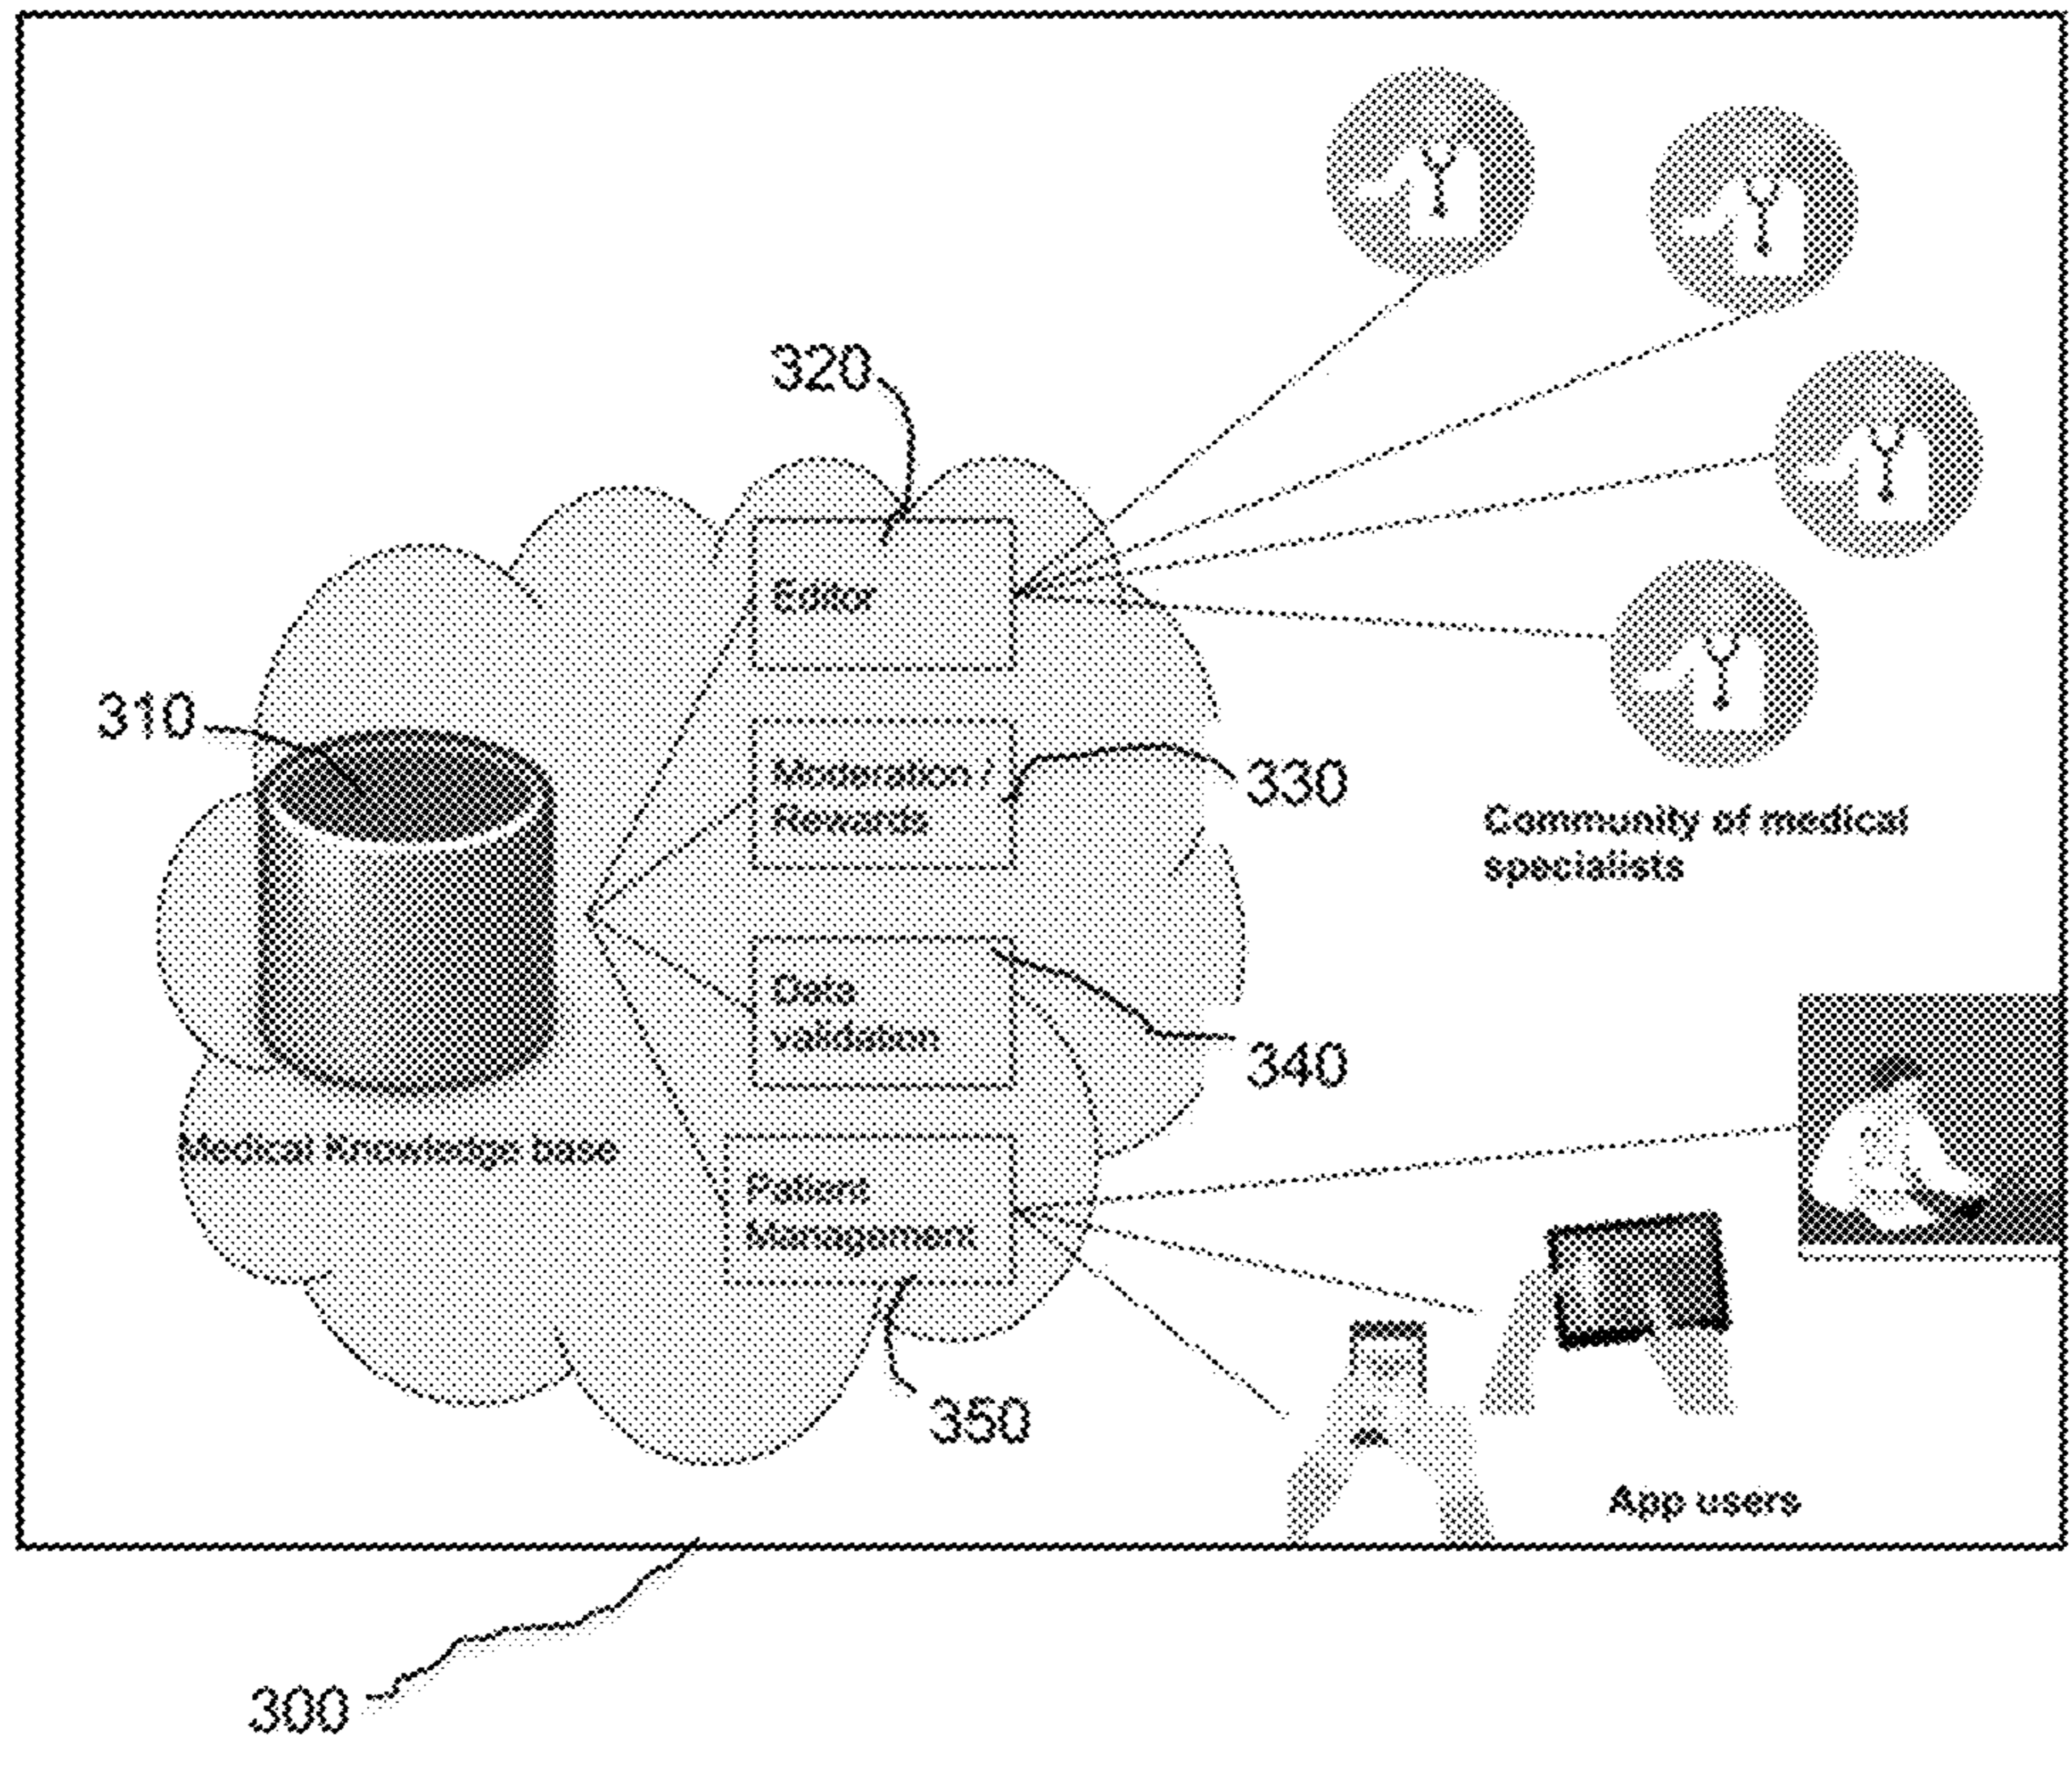 320
Editor
310
Moderation /
Rewards
330
Community of medical
specialists
Data
validation
340
Medical Knowledge base
Patient
Management
350
App users
300